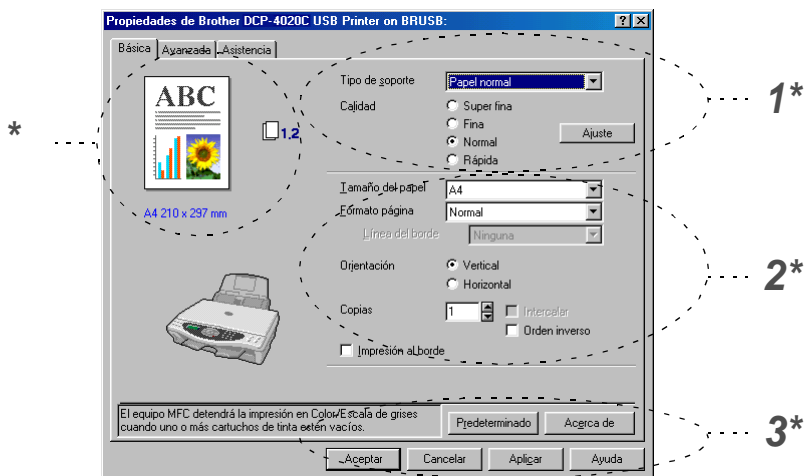 Propiedades de Brother DCP-4020C USB Printer on BRUSB:
Básica Avanzada Asistencia
ABC
1.2
A4 210 x 297 mm
*
Tipo de soporte Papel normal
Calidad
Super fina
Fina
Normal
Rápida
Ajuste
1*
Tamaño del papel A4
Formato página Normal
Línea del borde Ninguna
Orientación
Vertical
Horizontal
Copias 1 Intercalar
Orden inverso
Impresión al borde
2*
El equipo MFC detendrá la impresión en Color/Escala de grises
cuando uno o más cartuchos de tinta estén vacíos.
Predeterminado Acerca de
3*
Aceptar Cancelar Aplicar Ayuda